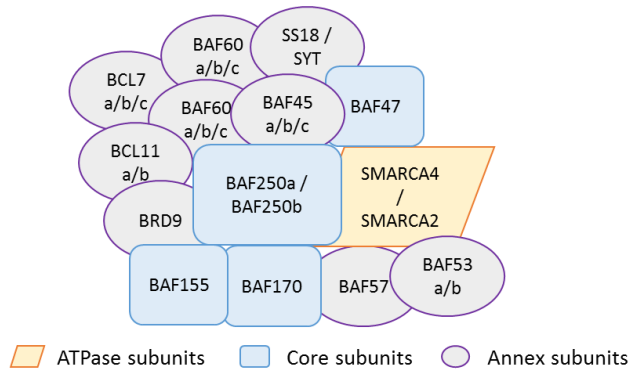 SS18 /
SYT
BAF60
a/b/c
BCL7
a/b/c
BAF60
a/b/c
BAF45
a/b/c
BAF47
BCL11
a/b
BAF250a /
BAF250b
SMARCA4
/
SMARCA2
BRD9
BAF155
BAF170
BAF57
BAF53
a/b
ATPase subunits
Core subunits
Annex subunits